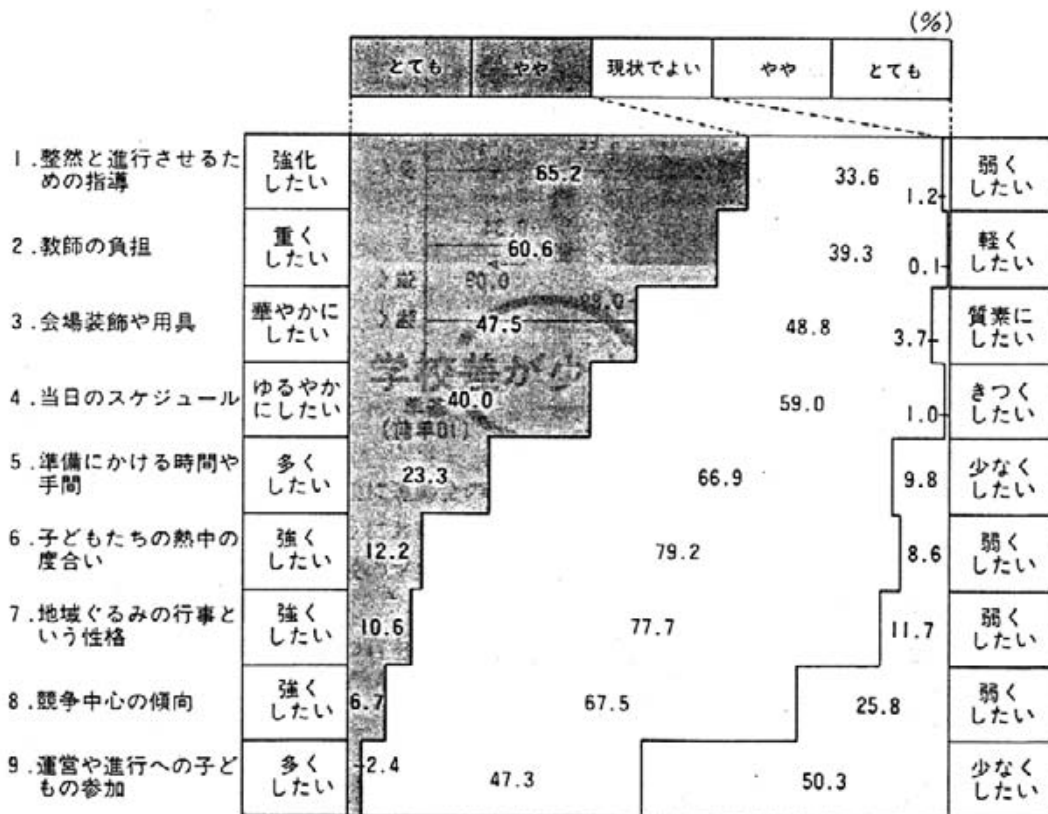 (%)
とても やや 現状でよい やや とても
1.整然と進行させるた
めの指導
強化
したい
65.2 33.6 1.2
弱く
したい
2.教師の負担
重く
したい
60.6 39.3 0.1
軽く
したい
3.会場装飾や用具
華やかに
したい
47.5 48.8 3.7
質素に
したい
4.当日のスケジュール
ゆるやか
にしたい
40.0 59.0 1.0
きつく
したい
5.準備にかける時間や
手間
多く
したい
23.3 66.9 9.8
少なく
したい
6.子どもたちの熱中の
度合い
強く
したい
12.2 79.2 8.6
弱く
したい
7.地域ぐるみの行事と
いう性格
強く
したい
10.6 77.7 11.7
弱く
したい
8.競争中心の傾向
強く
したい
6.7 67.5 25.8
弱く
したい
9.運営や進行への子ど
もの参加
多く
したい
2.4 47.3 50.3
少なく
したい